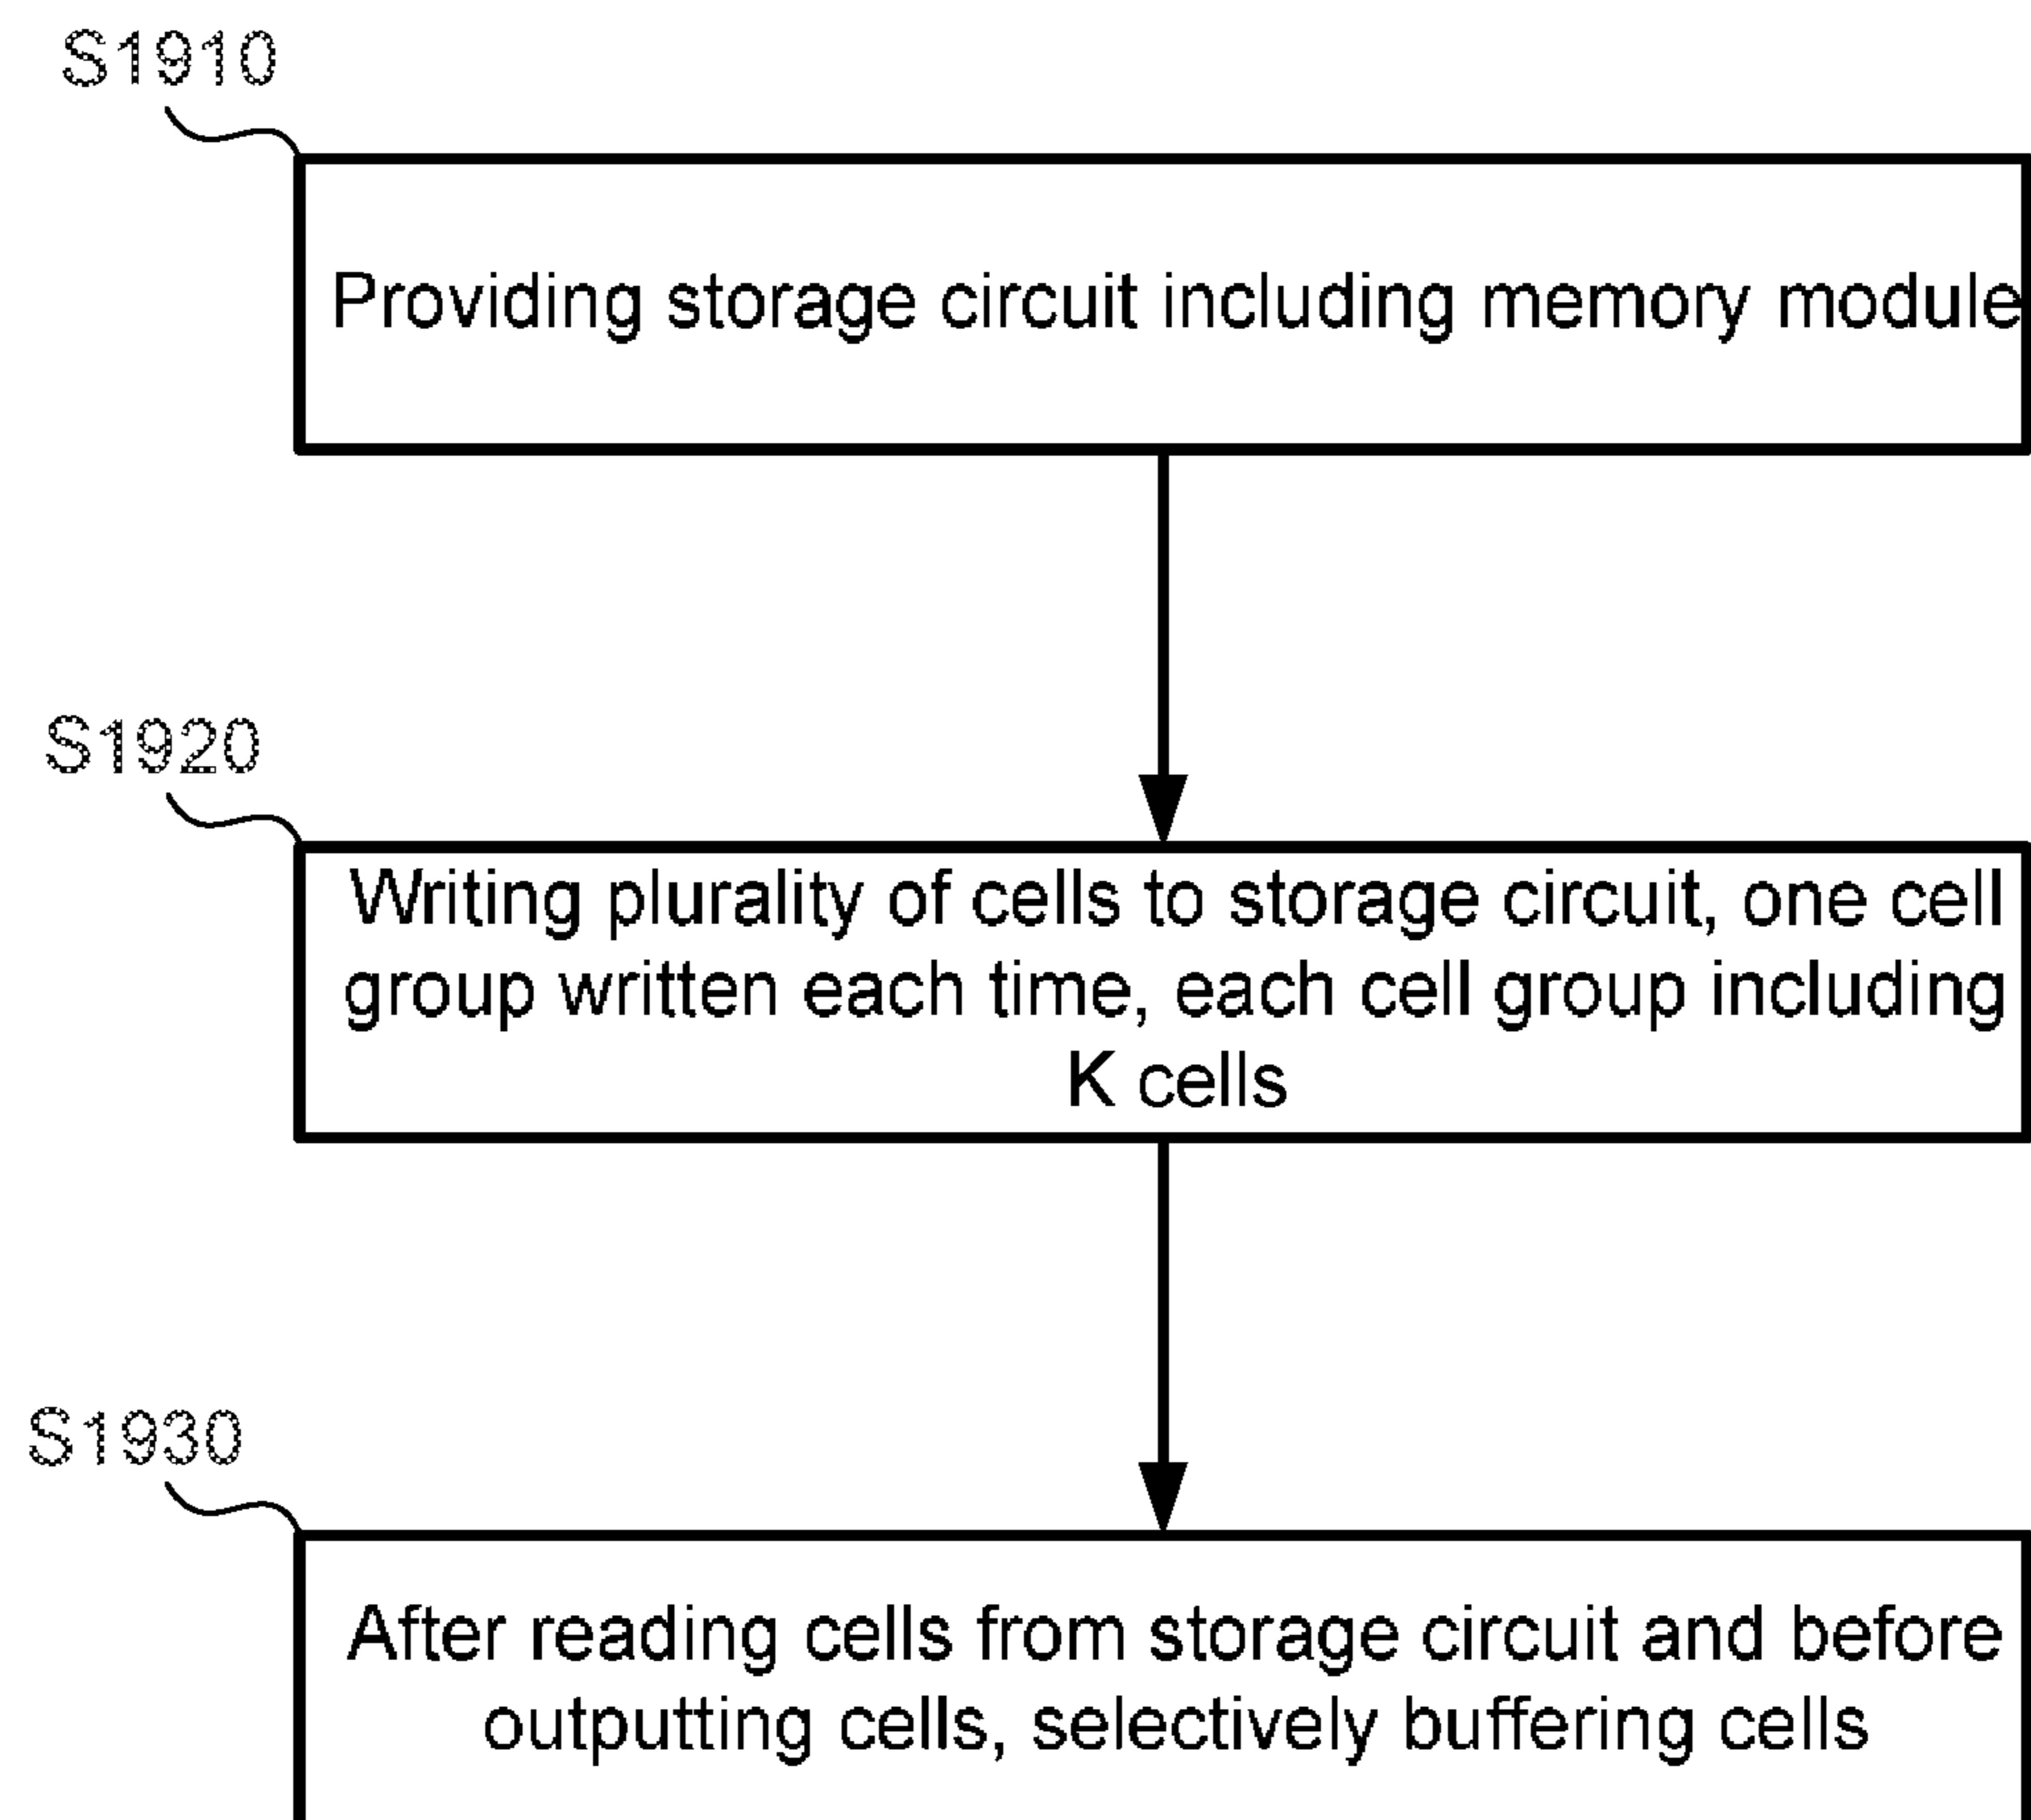 S1910
Providing storage circuit including memory module
S1920
Writing plurality of cells to storage circuit, one cell
group written each time, each cell group including
K cells
S1930
After reading cells from storage circuit and before
outputting cells, selectively buffering cells